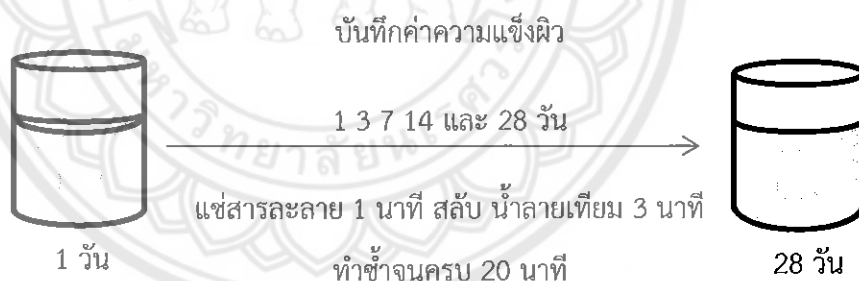 บันทึกค่าความแข็งผิว
1 3 7 14 และ 28 วัน
แช่สารละลาย 1 นาที สลับ น้ำลายเทียม 3 นาที
ทำซ้ำจนครบ 20 นาที
1 วัน
28 วัน